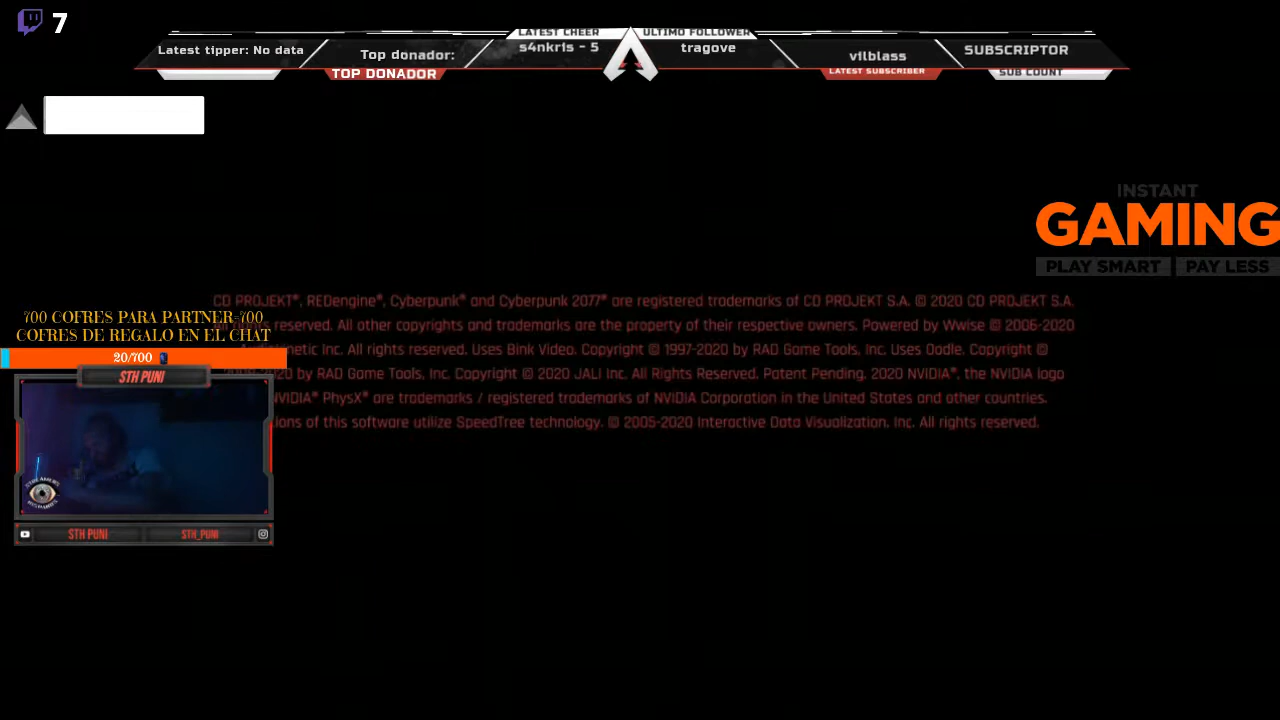 7
LATEST CHEER
ULTIMO FOLLOWER
Latest tipper: No data
Top donador:
s4nkris - 5
tragove
vilblass
SUBSCRIPTOR
TOP DONADOR
LATEST SUBSCRIBER
SUB COUNT
INSTANT
GAMING
PLAY SMART PAY LESS
CD PROJEKT®, REDengine®, Cyberpunk® and Cyberpunk 2077® are registered trademarks of CD PROJEKT S.A. © 2020 CD PROJEKT S.A.
reserved. All other copyrights and trademarks are the property of their respective owners. Powered by Wwise © 2006-2020
Inc. All rights reserved. Uses Bink Video. Copyright © 1997-2020 by RAD Game Tools, Inc. Uses Oodle. Copyright ©
by RAD Game Tools, Inc. Copyright © 2020 JALI Inc. All Rights Reserved. Patent Pending. 2020 NVIDIA®, the NVIDIA logo
NVIDIA® PhysX® are trademarks / registered trademarks of NVIDIA Corporation in the United States and other countries.
of this software utilize SpeedTree technology. © 2005-2020 Interactive Data Visualization. Inc. All rights reserved.
700 COFRES PARA PARTNER-700
COFRES DE REGALO EN EL CHAT
20/700
STH PUNI
STH PUNI
STH_PUNI